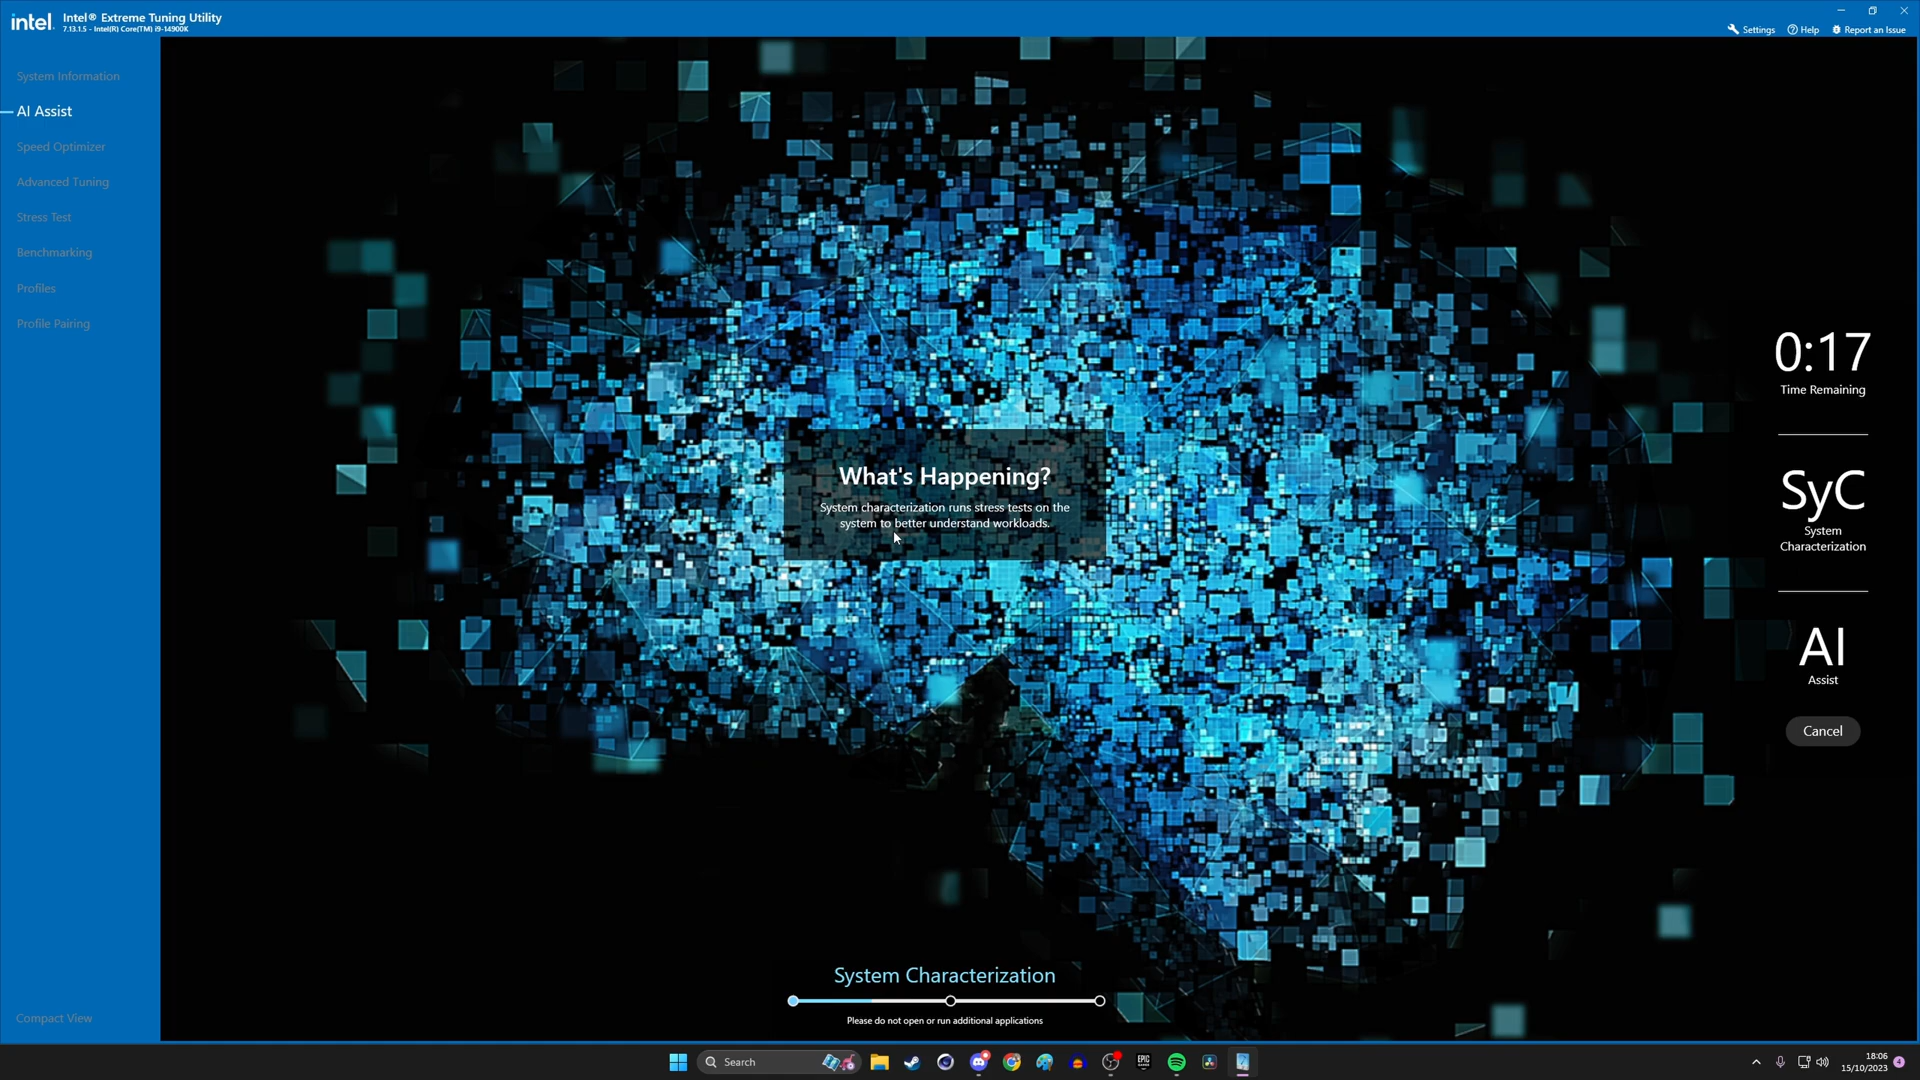 intel.
Intel® Extreme Tuning Utility
7.13.1.5 - Intel(R) Core(TM) i9-14900K
Settings
Help
Report an Issue
System Information
AI Assist
Speed Optimizer
Advanced Tuning
Stress Test
Benchmarking
Profiles
Profile Pairing
Compact View
What's Happening?
System characterization runs stress tests on the
system to better understand workloads.
0:17
Time Remaining
SyC
System
Characterization
AI
Assist
Cancel
System Characterization
Please do not open or run additional applications
Search
EPIC
18:06
15/10/2023
4